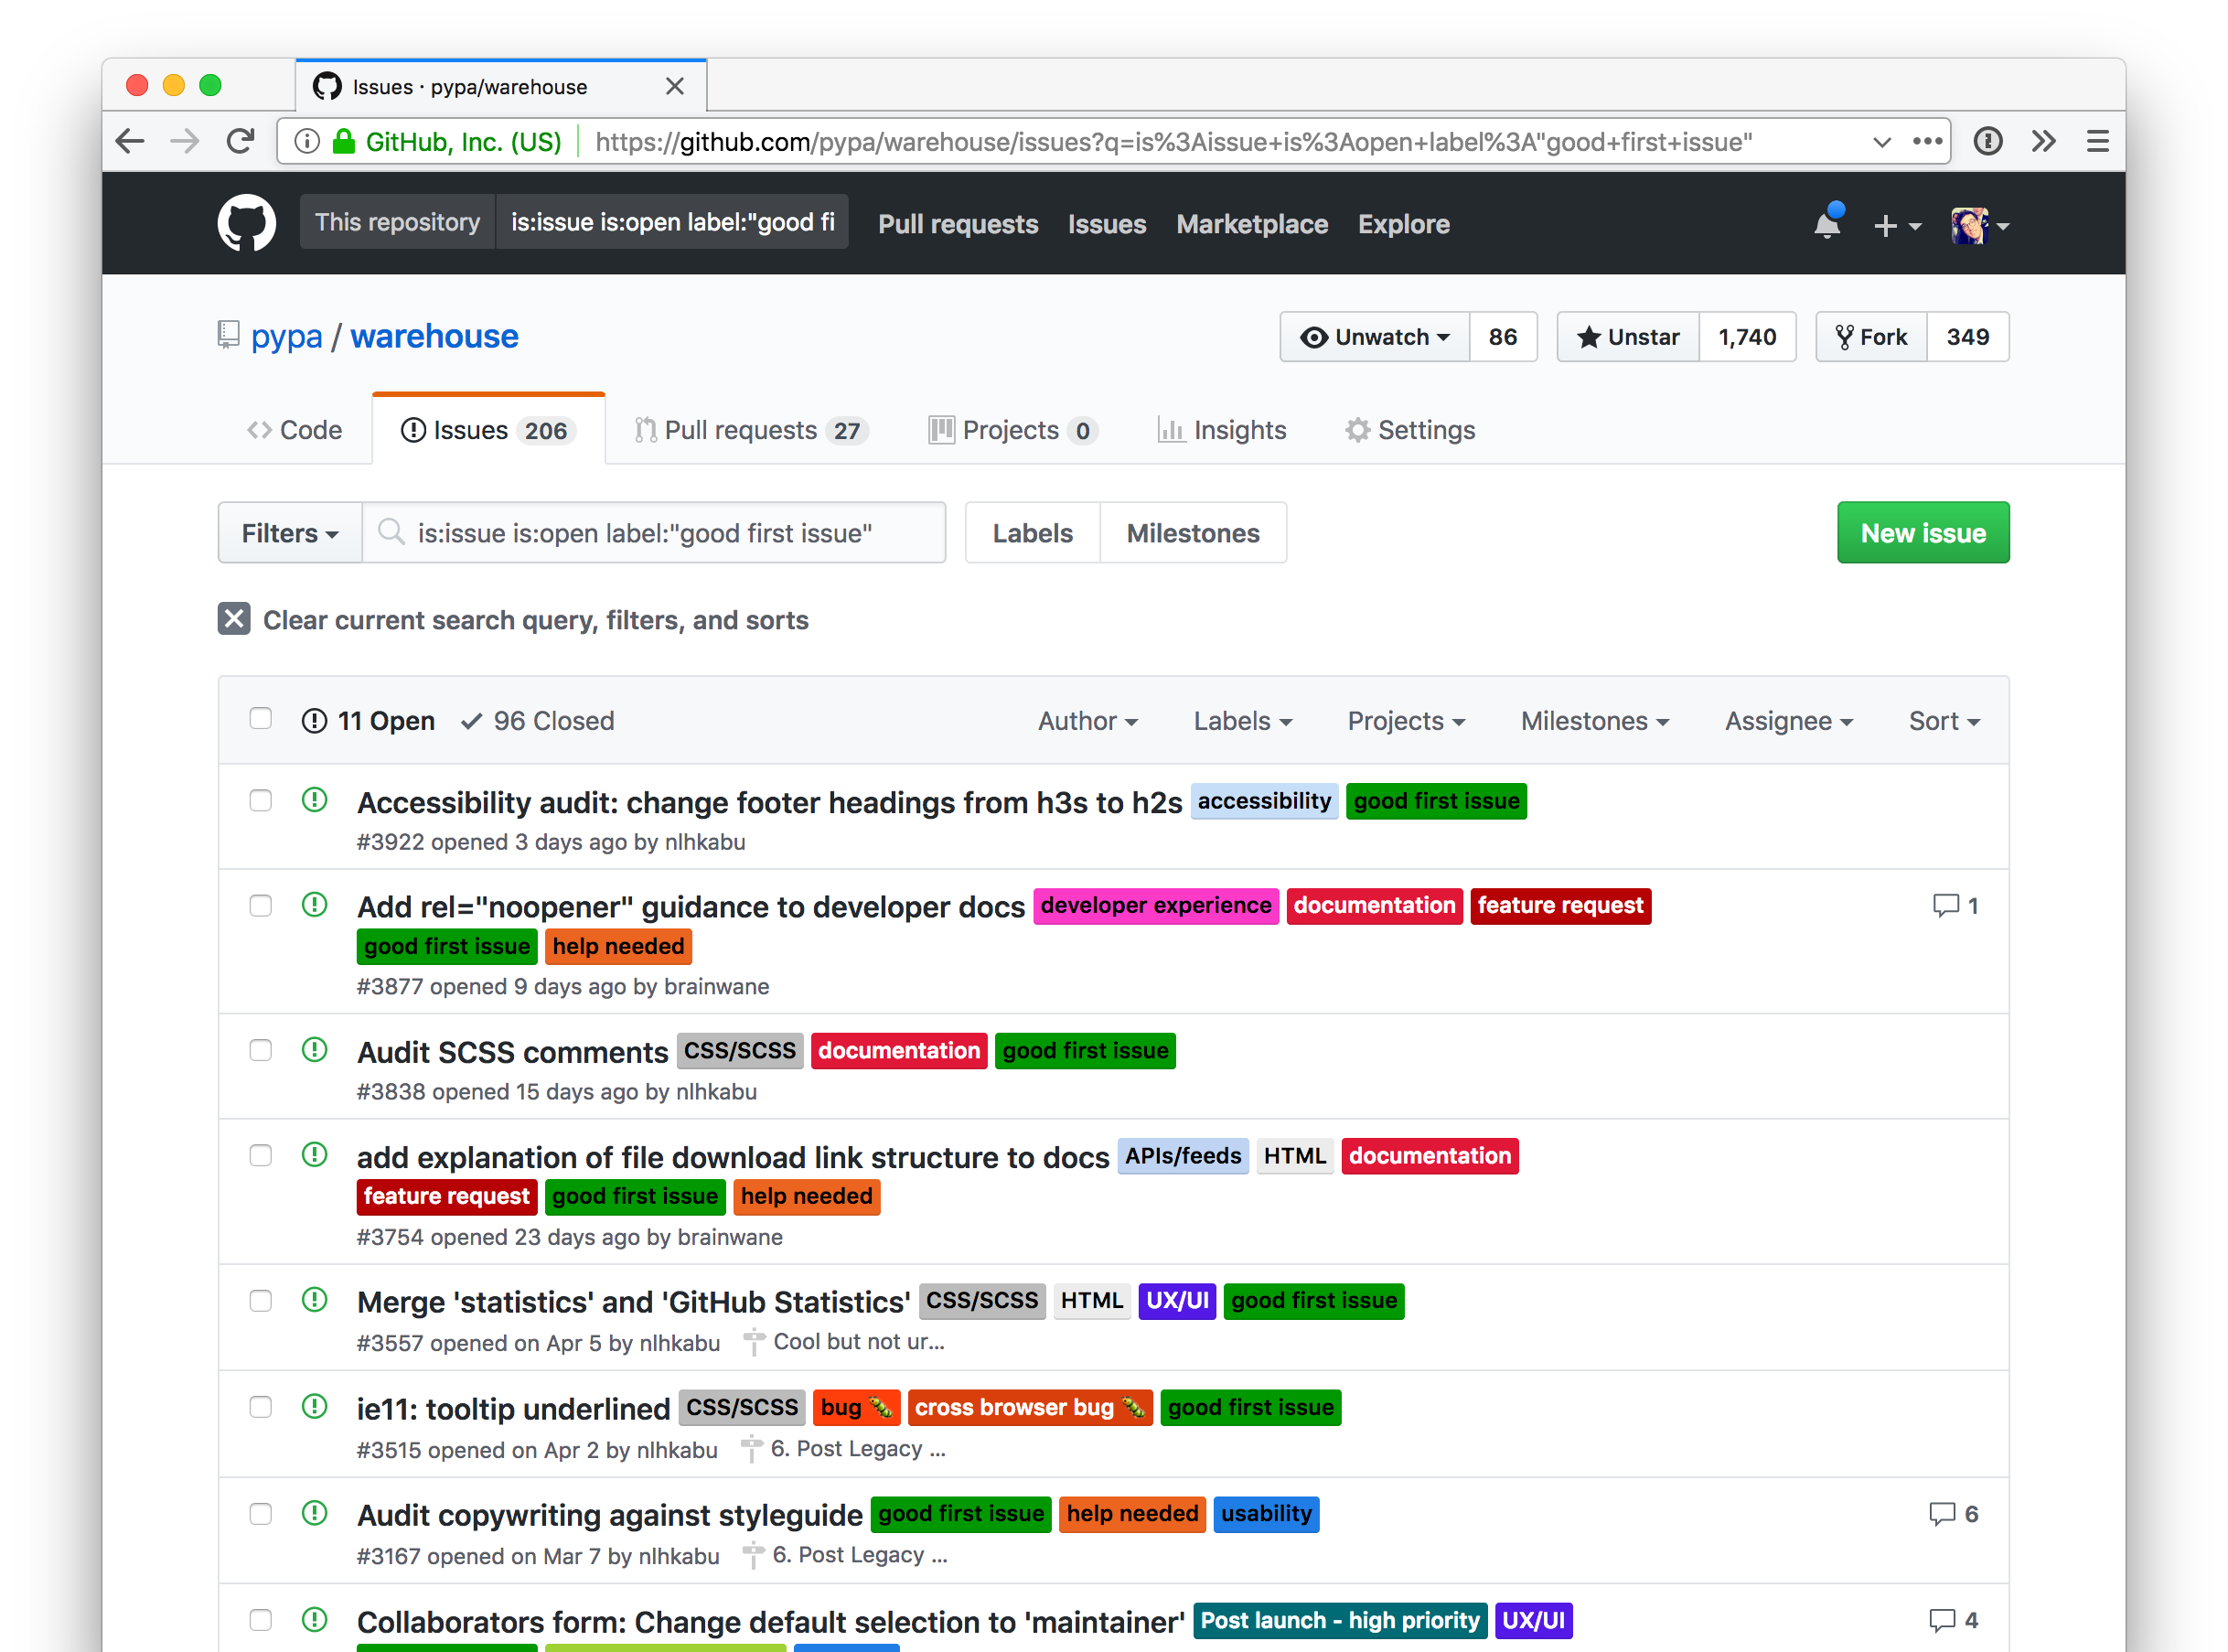 Issues · pypa/warehouse
GitHub, Inc. (US) https://github.com/pypa/warehouse/issues?q=is%3Aissue+is%3Aopen+label%3A"good+first+issue"
This repository is:issue is:open label:"good fi Pull requests Issues Marketplace Explore
pypa / warehouse Unwatch 86 Unstar 1,740 Fork 349
Code Issues 206 Pull requests 27 Projects 0 Insights Settings
Filters is:issue is:open label:"good first issue" Labels Milestones New issue
Clear current search query, filters, and sorts
11 Open 96 Closed Author Labels Projects Milestones Assignee Sort
Accessibility audit: change footer headings from h3s to h2s accessibility good first issue
#3922 opened 3 days ago by nlhkabu
Add rel="noopener" guidance to developer docs developer experience documentation feature request 1
good first issue help needed
#3877 opened 9 days ago by brainwane
Audit SCSS comments CSS/SCSS documentation good first issue
#3838 opened 15 days ago by nlhkabu
add explanation of file download link structure to docs APIs/feeds HTML documentation
feature request good first issue help needed
#3754 opened 23 days ago by brainwane
Merge 'statistics' and 'GitHub Statistics' CSS/SCSS HTML UX/UI good first issue
#3557 opened on Apr 5 by nlhkabu Cool but not ur...
ie11: tooltip underlined CSS/SCSS bug 🐛 cross browser bug 🐛 good first issue
#3515 opened on Apr 2 by nlhkabu 6. Post Legacy ...
Audit copywriting against styleguide good first issue help needed usability 6
#3167 opened on Mar 7 by nlhkabu 6. Post Legacy ...
Collaborators form: Change default selection to 'maintainer' Post launch - high priority UX/UI 4